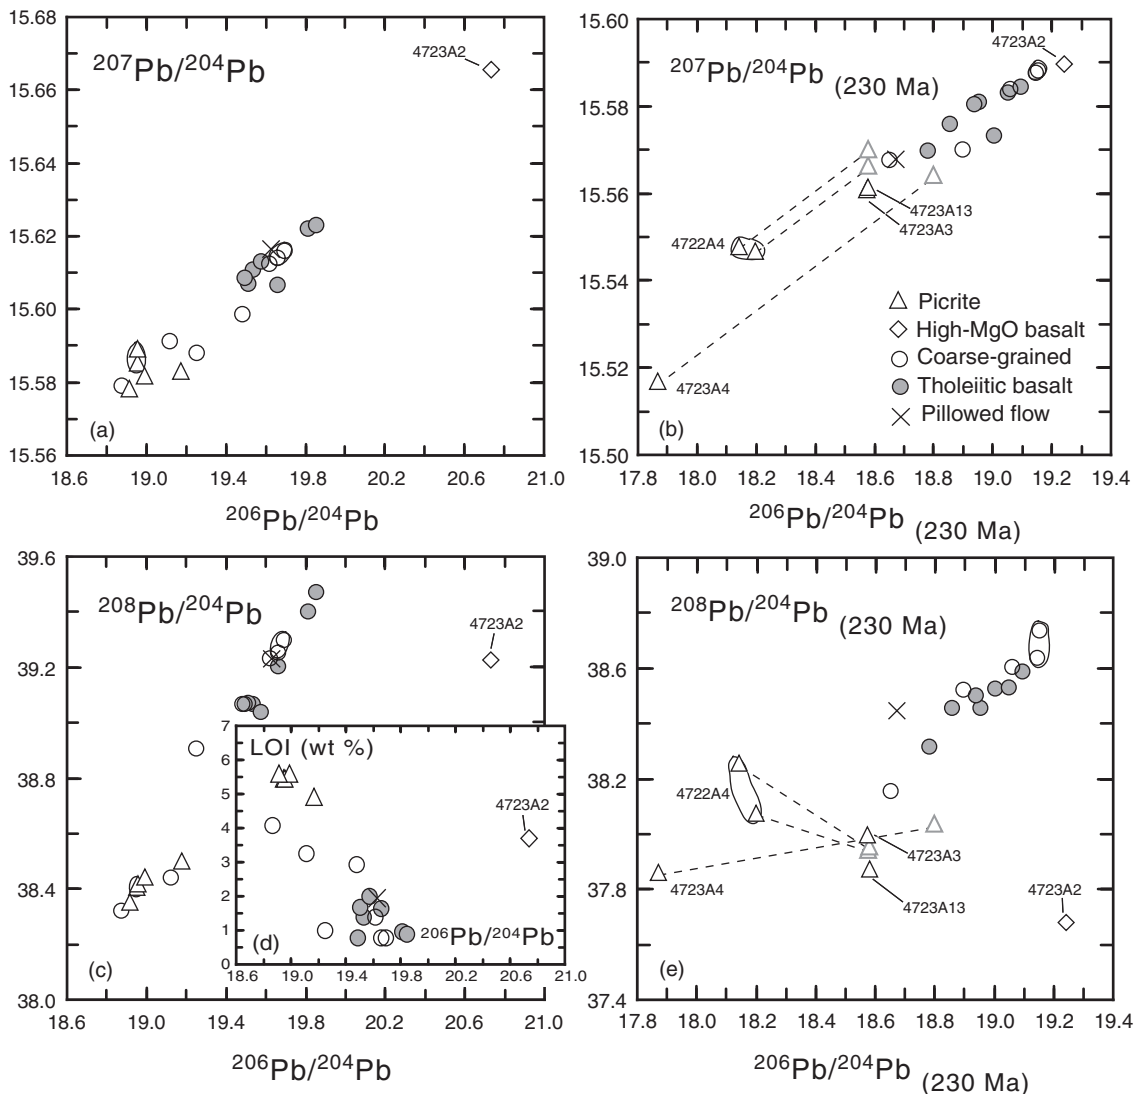 15.68
15.66
15.64
15.62
15.60
15.58
15.56
²⁰⁷Pb/²⁰⁴Pb
4723A2
(a)
18.6 19.0 19.4 19.8 20.2 20.6 21.0
²⁰⁶Pb/²⁰⁴Pb
15.60
15.58
15.56
15.54
15.52
15.50
²⁰⁷Pb/²⁰⁴Pb (230 Ma)
4723A2
4723A13
4723A3
4722A4
4723A4
Picrite
High-MgO basalt
Coarse-grained
Tholeiitic basalt
Pillowed flow
(b)
17.8 18.0 18.2 18.4 18.6 18.8 19.0 19.2 19.4
²⁰⁶Pb/²⁰⁴Pb (230 Ma)
39.6
39.2
38.8
38.4
38.0
²⁰⁸Pb/²⁰⁴Pb
4723A2
(c)
18.6 19.0 19.4 19.8 20.2 20.6 21.0
²⁰⁶Pb/²⁰⁴Pb
7
6
5
4
3
2
1
0
LOI (wt %)
4723A2
²⁰⁶Pb/²⁰⁴Pb
(d)
18.6 19.0 19.4 19.8 20.2 20.6 21.0
39.0
38.6
38.2
37.8
37.4
²⁰⁸Pb/²⁰⁴Pb (230 Ma)
4722A4
4723A3
4723A4
4723A2
4723A13
(e)
17.8 18.0 18.2 18.4 18.6 18.8 19.0 19.2 19.4
²⁰⁶Pb/²⁰⁴Pb (230 Ma)